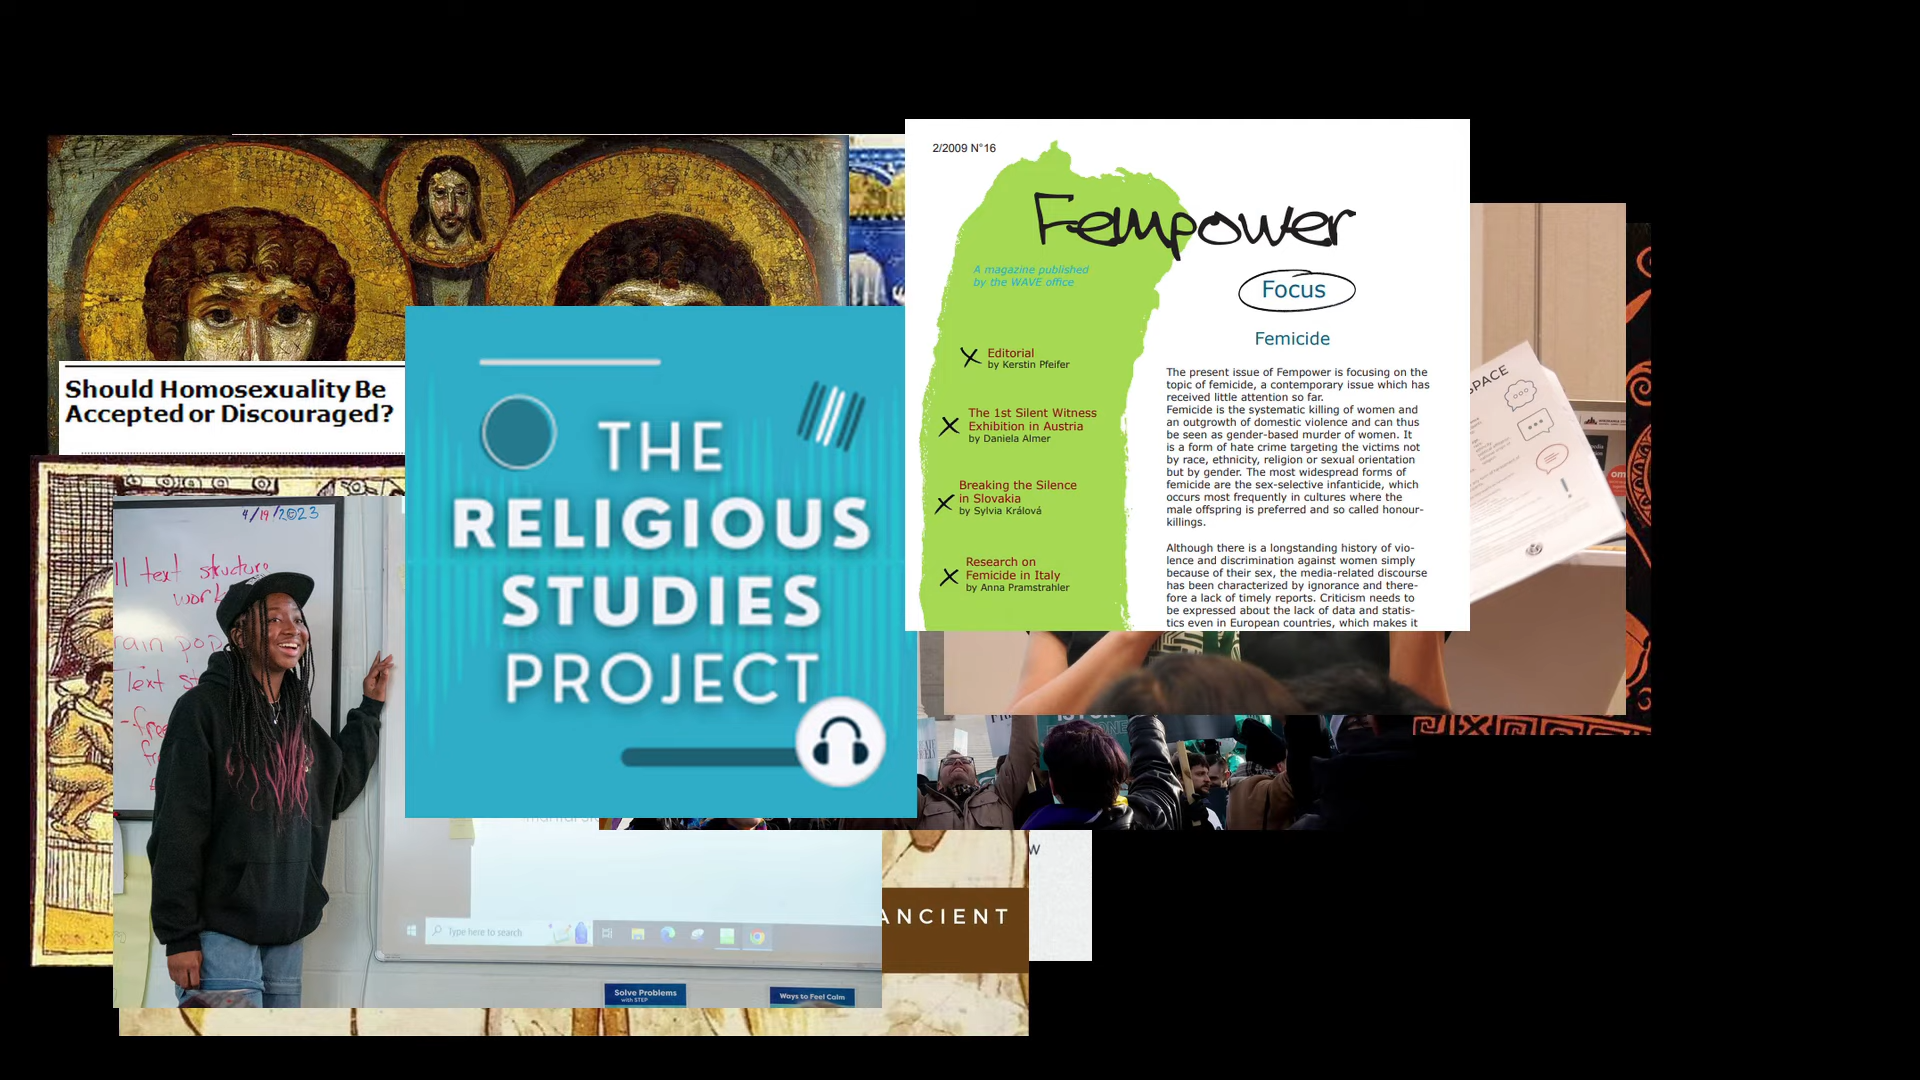 2/2009 N°16
Fempower
A magazine published
by the WAVE office
Focus
Femicide
Editorial
by Kerstin Pfeifer
The 1st Silent Witness
Exhibition in Austria
by Daniela Almer
Breaking the Silence
in Slovakia
by Sylvia Králová
Research on
Femicide in Italy
by Anna Pramstrahler
The present issue of Fempower is focusing on the
topic of femicide, a contemporary issue which has
received little attention so far.
Femicide is the systematic killing of women and
an outgrowth of domestic violence and can thus
be seen as gender-based murder of women. It
is a form of hate crime targeting the victims not
by race, ethnicity, religion or sexual orientation
but by gender. The most widespread forms of
femicide are the sex-selective infanticide, which
occurs most frequently in cultures where the
male offspring is preferred and so called honour-
killings.
Although there is a longstanding history of vio-
lence and discrimination against women simply
because of their sex, the media-related discourse
has been characterized by ignorance and there-
fore a lack of timely reports. Criticism needs to
be expressed about the lack of data and statis-
tics even in European countries, which makes it
SPACE
Should Homosexuality Be
Accepted or Discouraged?
THE
RELIGIOUS
STUDIES
PROJECT
4/19/2023
text structure
work
Text
Type here to search
Solve Problems
with STEP
Ways to Feel Calm
ANCIENT
W